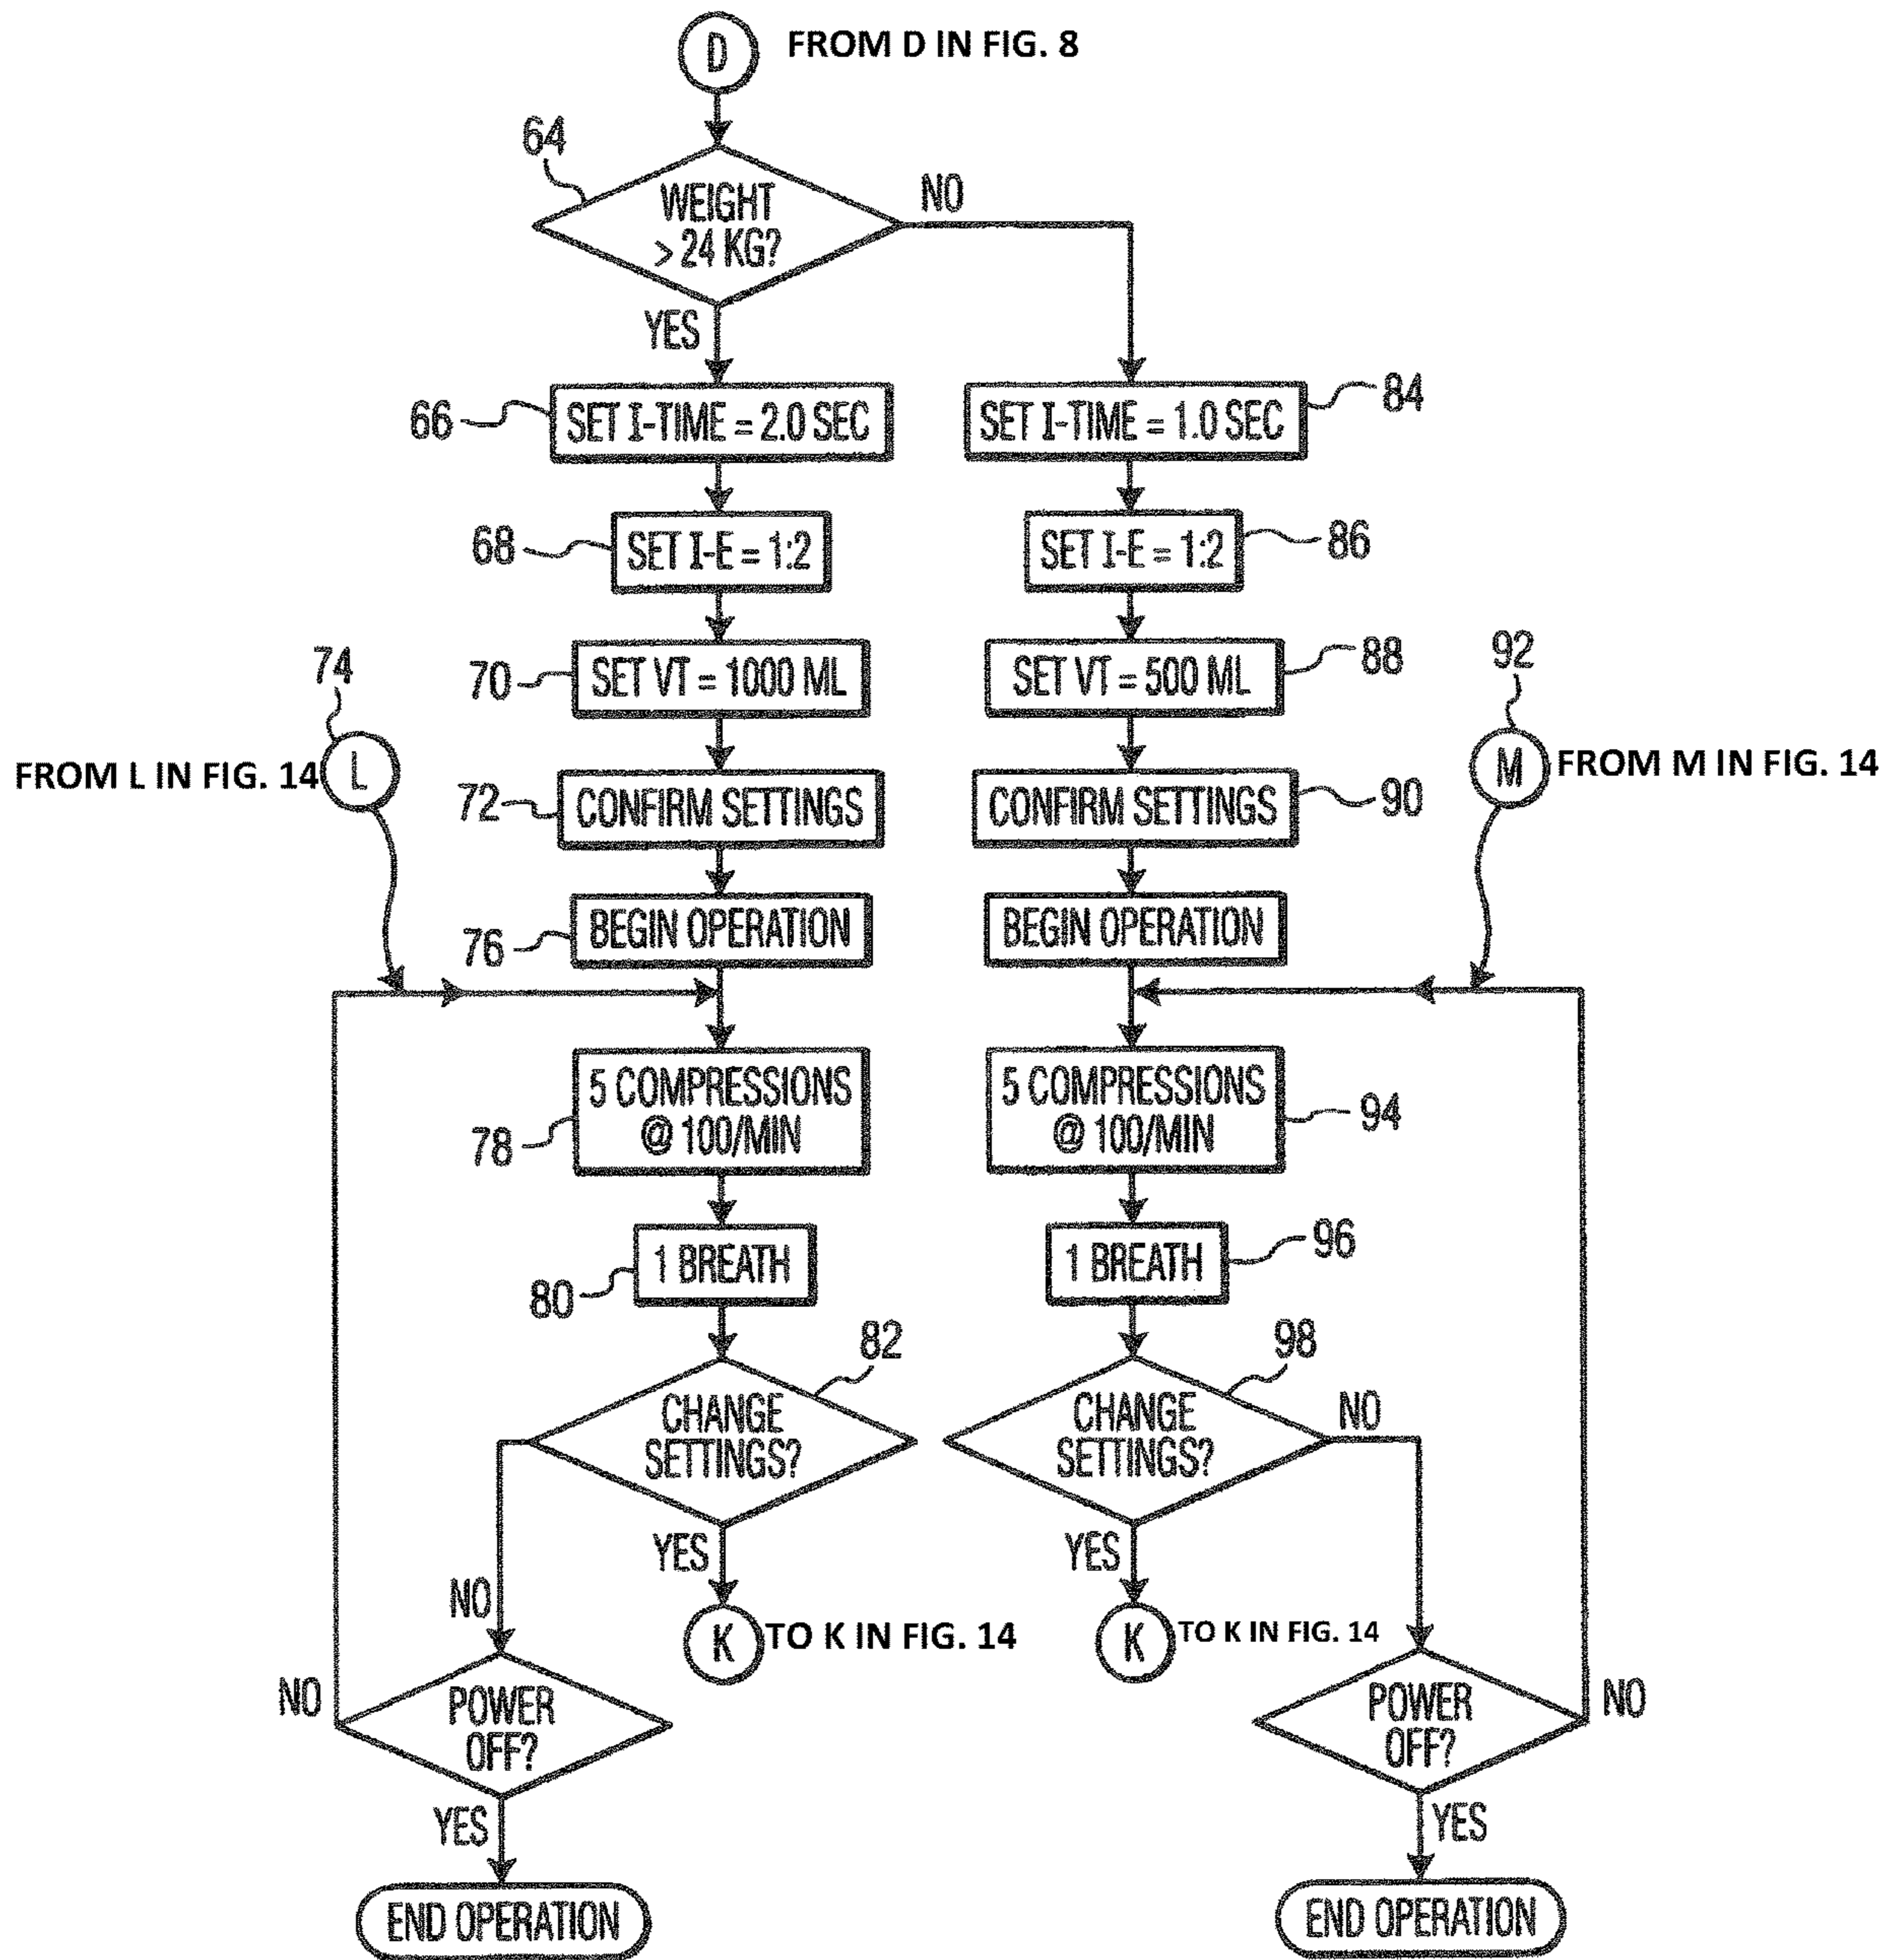 D
FROM D IN FIG. 8
64
WEIGHT
> 24 KG?
NO
YES
66
SET I-TIME = 2.0 SEC
SET I-TIME = 1.0 SEC
84
68
SET I-E = 1:2
SET I-E = 1:2
86
70
SET VT = 1000 ML
SET VT = 500 ML
88
74
L
FROM L IN FIG. 14
92
M
FROM M IN FIG. 14
72
CONFIRM SETTINGS
CONFIRM SETTINGS
90
76
BEGIN OPERATION
BEGIN OPERATION
78
5 COMPRESSIONS
@ 100/MIN
5 COMPRESSIONS
@ 100/MIN
94
80
1 BREATH
1 BREATH
96
82
CHANGE
SETTINGS?
98
CHANGE
SETTINGS?
NO
YES
YES
NO
K
TO K IN FIG. 14
K
TO K IN FIG. 14
NO
POWER
OFF?
POWER
OFF?
NO
YES
YES
END OPERATION
END OPERATION